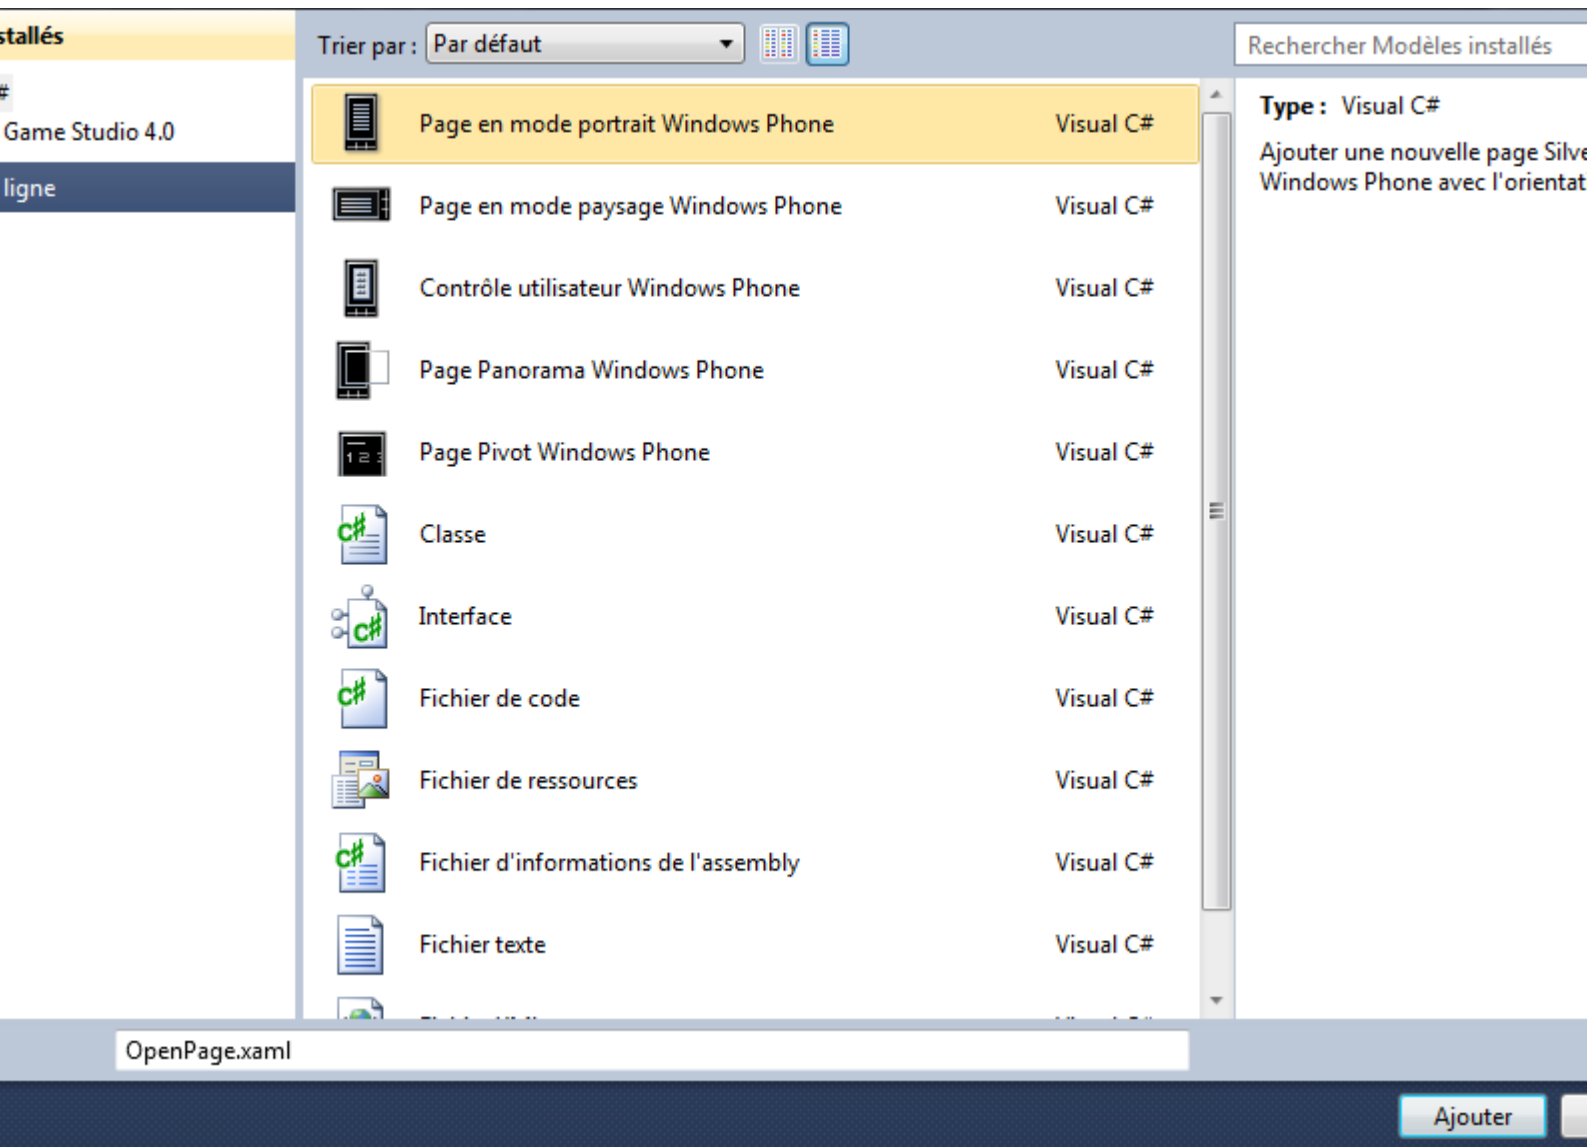 stallés
Trier par : Par défaut
Rechercher Modèles installés
#
Game Studio 4.0
ligne
Page en mode portrait Windows Phone Visual C#
Page en mode paysage Windows Phone Visual C#
Contrôle utilisateur Windows Phone Visual C#
Page Panorama Windows Phone Visual C#
Page Pivot Windows Phone Visual C#
Classe Visual C#
Interface Visual C#
Fichier de code Visual C#
Fichier de ressources Visual C#
Fichier d'informations de l'assembly Visual C#
Fichier texte Visual C#
Type : Visual C#
Ajouter une nouvelle page Silve
Windows Phone avec l'orientat
OpenPage.xaml
Ajouter